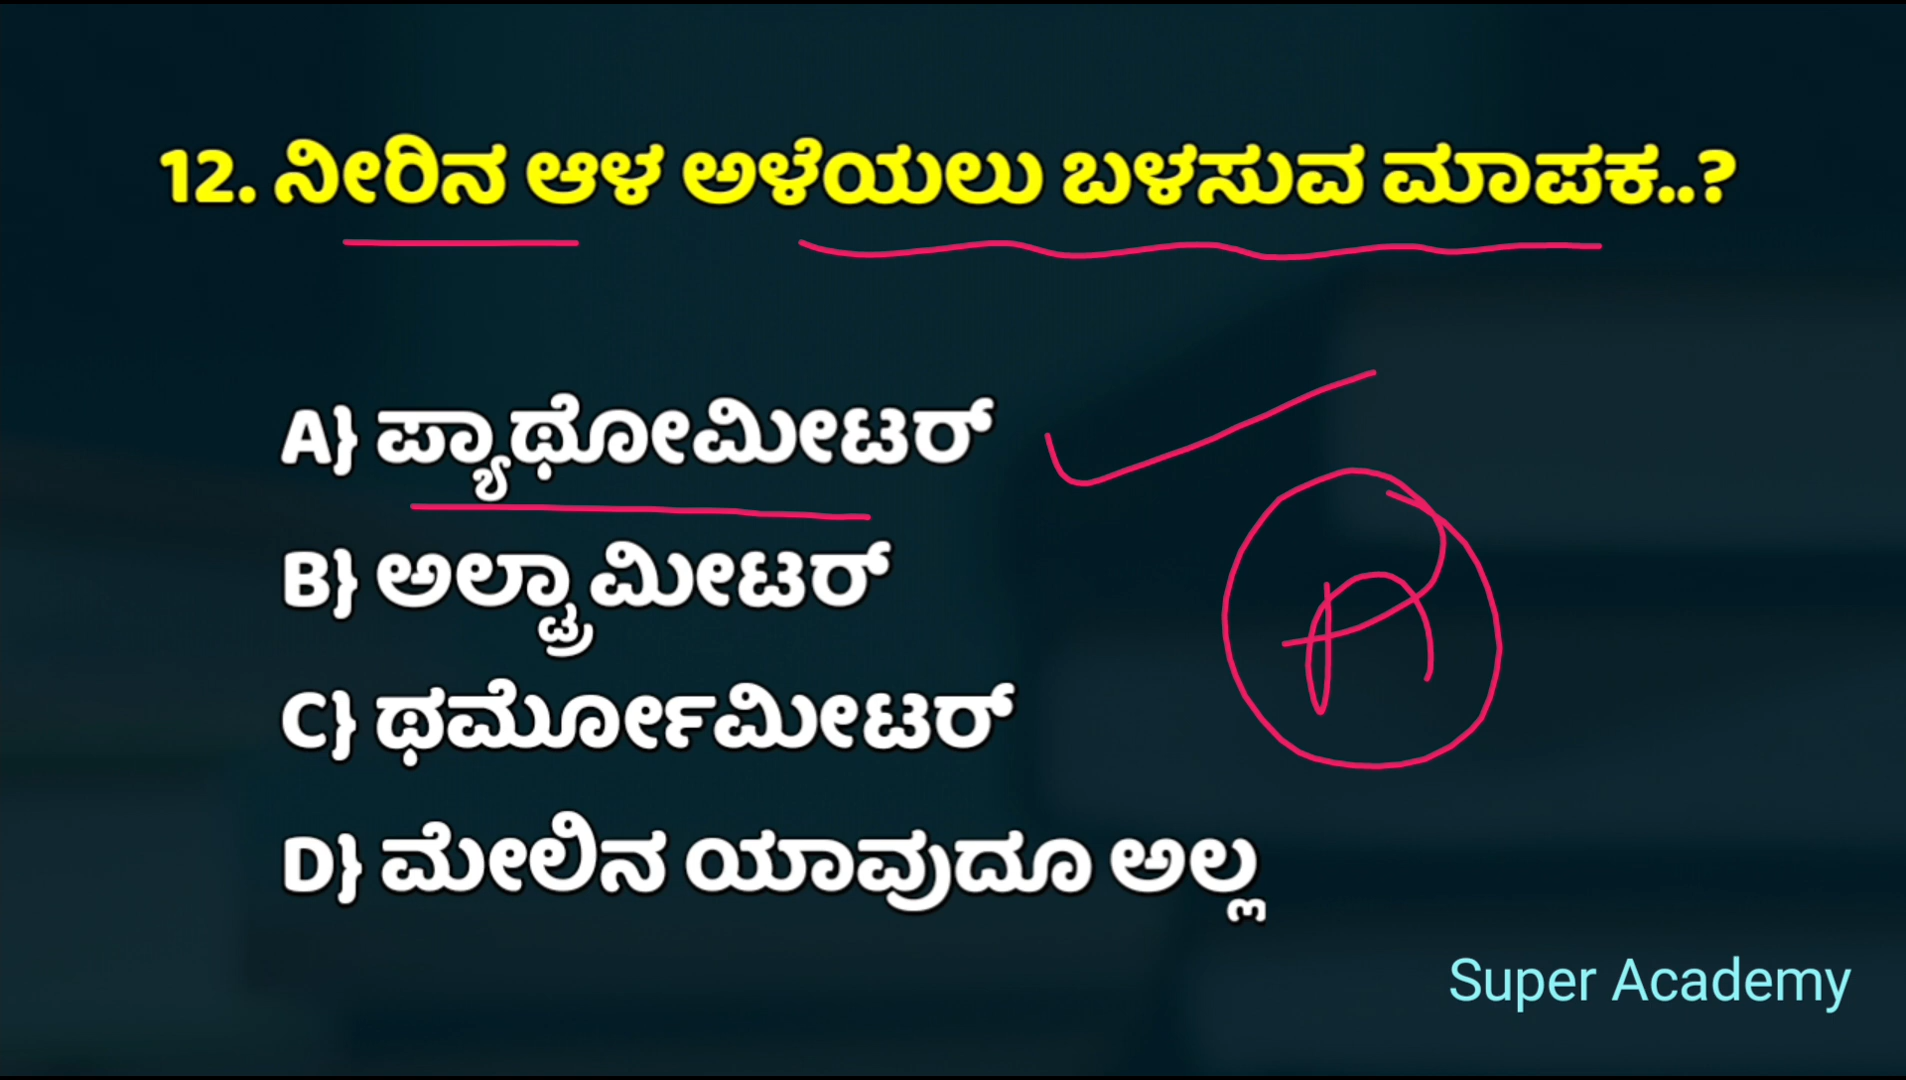 12. ನೀರಿನ ಆಳ ಅಳೆಯಲು ಬಳಸುವ ಮಾಪಕ..?
A} ಪ್ಯಾಥೋಮೀಟರ್
B} ಅಲ್ಟ್ರಾಮೀಟರ್
C} ಥರ್ಮೋಮೀಟರ್
D} ಮೇಲಿನ ಯಾವುದೂ ಅಲ್ಲ
Super Academy